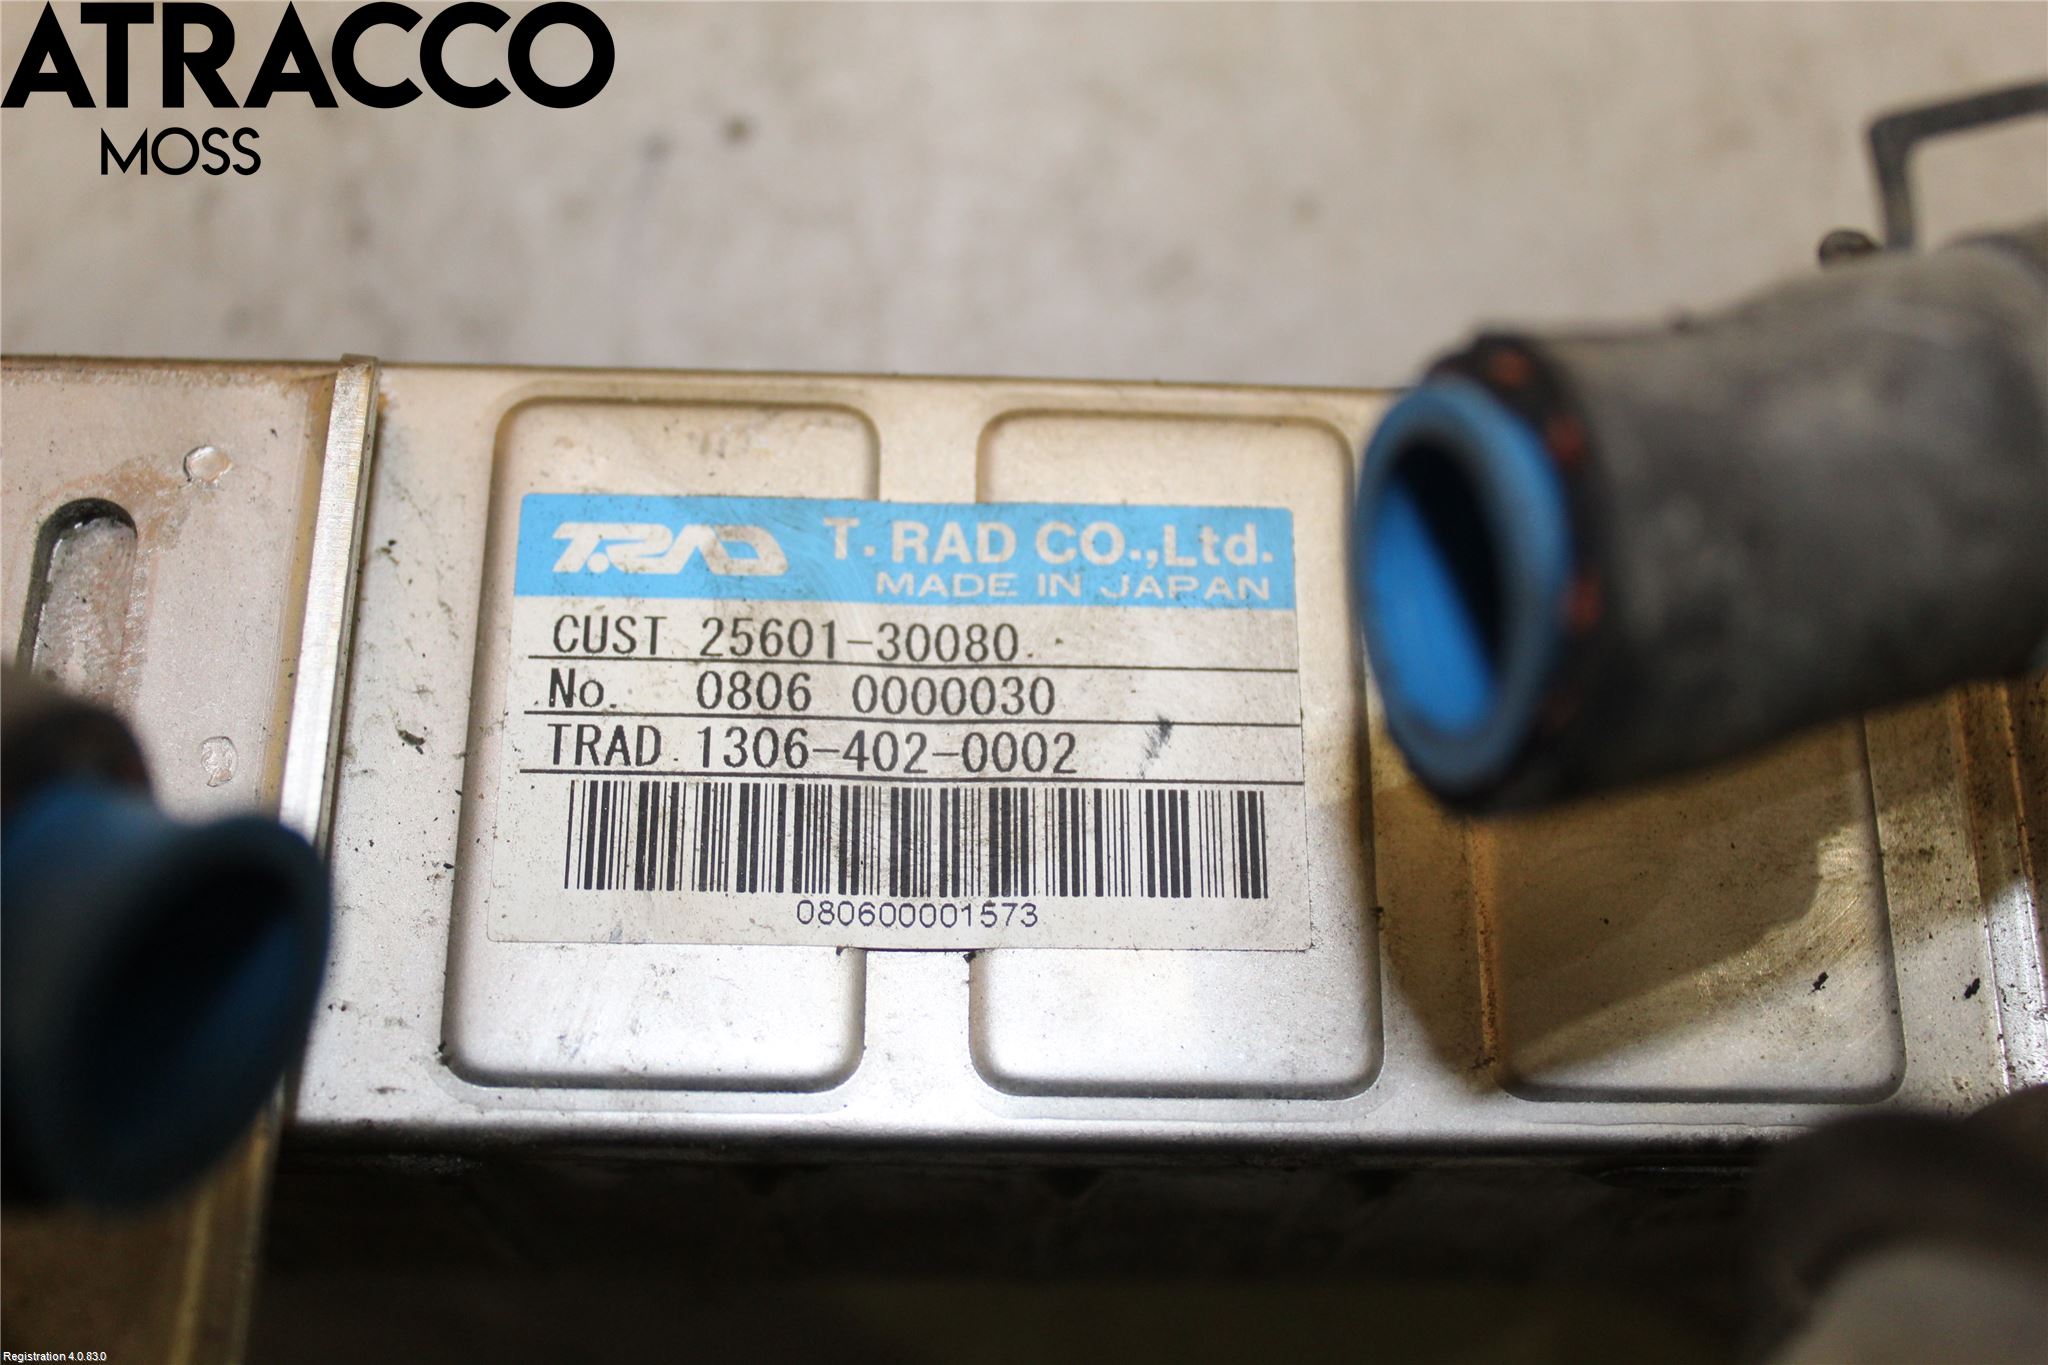 ATRACCO
MOSS
T.RAD T. RAD CO.,Ltd.
MADE IN JAPAN
CUST 25601-30080
No. 0806 0000030
TRAD 1306-402-0002
080600001573
Registration 4.0.83.0